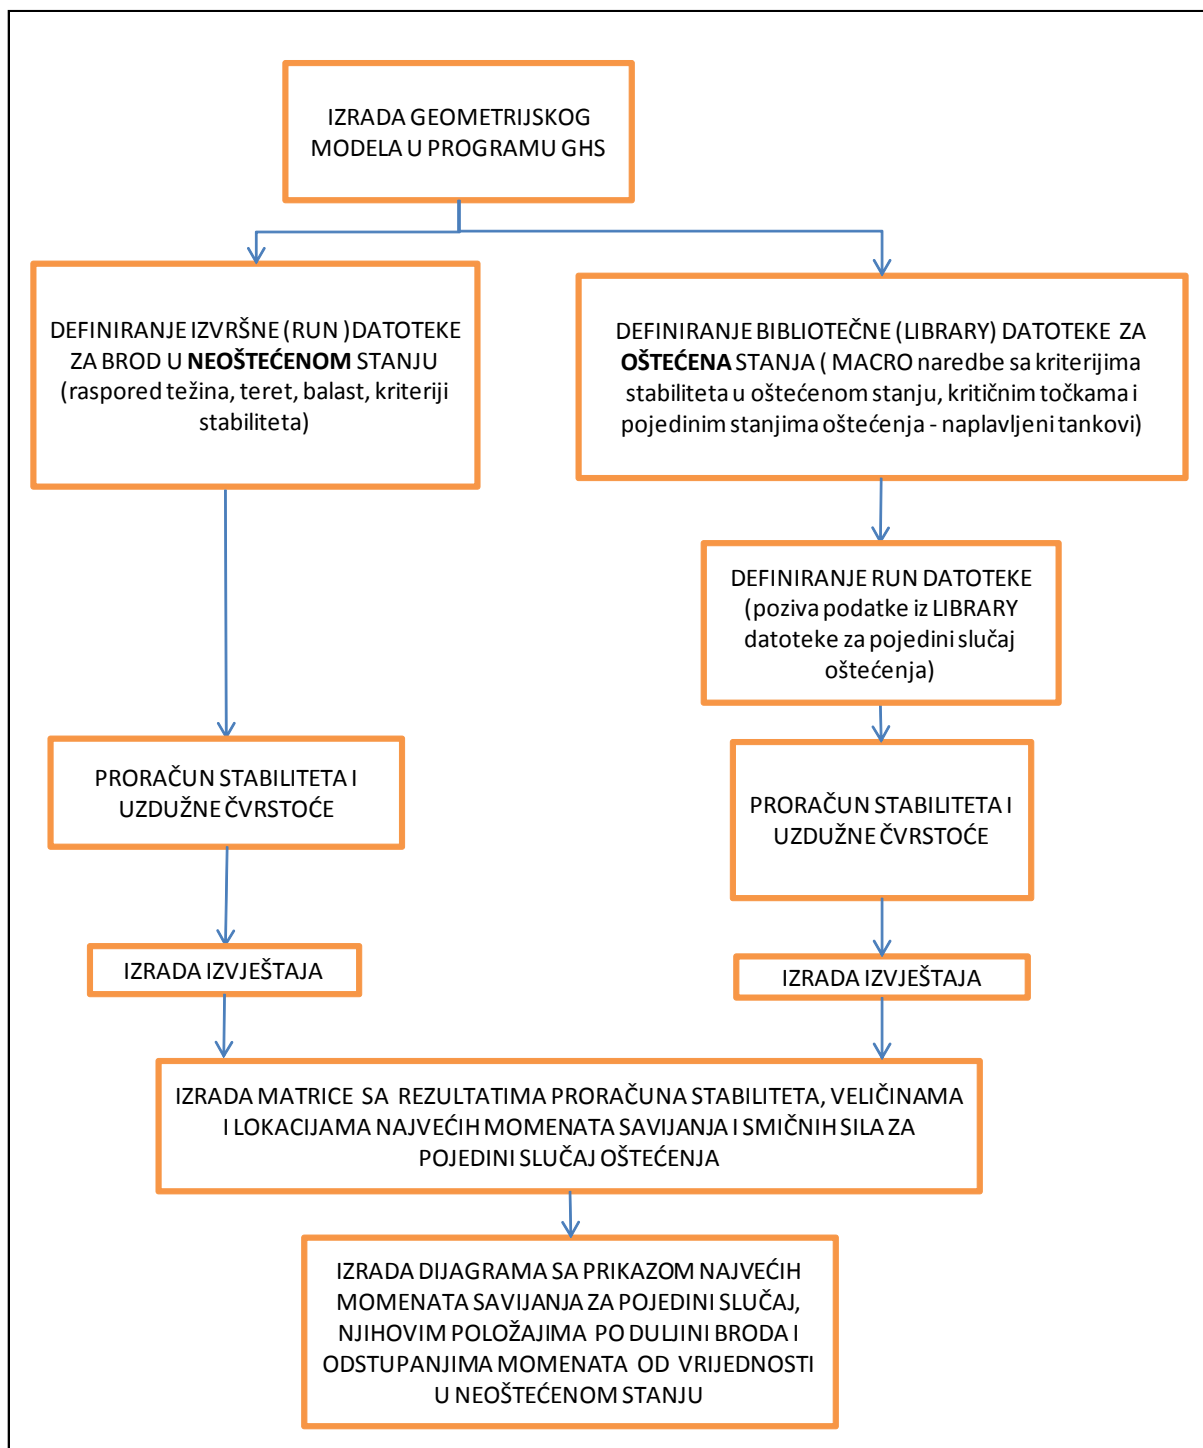 IZRADA GEOMETRIJSKOG
MODELA U PROGRAMU GHS
DEFINIRANJE IZVRŠNE (RUN )DATOTEKE
ZA BROD U NEOŠTEĆENOM STANJU
(raspored težina, teret, balast, kriteriji
stabiliteta)
DEFINIRANJE BIBLIOTEČNE (LIBRARY) DATOTEKE ZA
OŠTEĆENA STANJA ( MACRO naredbe sa kriterijima
stabiliteta u oštećenom stanju, kritičnim točkama i
pojedinim stanjima oštećenja - naplavljeni tankovi)
DEFINIRANJE RUN DATOTEKE
(poziva podatke iz LIBRARY
datoteke za pojedini slučaj
oštećenja)
PRORAČUN STABILITETA I
UZDUŽNE ČVRSTOĆE
PRORAČUN STABILITETA I
UZDUŽNE ČVRSTOĆE
IZRADA IZVJEŠTAJA
IZRADA IZVJEŠTAJA
IZRADA MATRICE SA REZULTATIMA PRORAČUNA STABILITETA, VELIČINAMA
I LOKACIJAMA NAJVEĆIH MOMENATA SAVIJANJA I SMIČNIH SILA ZA
POJEDINI SLUČAJ OŠTEĆENJA
IZRADA DIJAGRAMA SA PRIKAZOM NAJVEĆIH
MOMENATA SAVIJANJA ZA POJEDINI SLUČAJ,
NJIHOVIM POLOŽAJIMA PO DULJINI BRODA I
ODSTUPANJIMA MOMENATA OD VRIJEDNOSTI
U NEOŠTEĆENOM STANJU